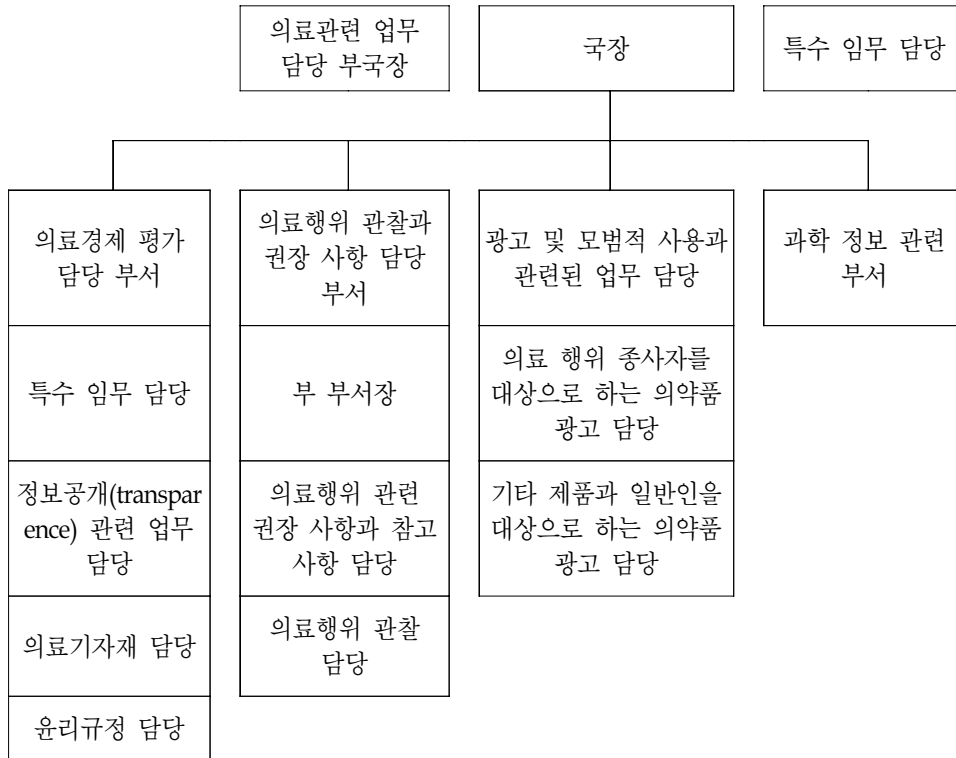 의료관련 업무
담당 부국장
국장
특수 임무 담당
의료경제 평가
담당 부서
특수 임무 담당
정보공개(transpar
ence) 관련 업무
담당
의료기자재 담당
윤리규정 담당
의료행위 관찰과
권장 사항 담당
부서
부 부서장
의료행위 관련
권장 사항과 참고
사항 담당
의료행위 관찰
담당
광고 및 모범적 사용과
관련된 업무 담당
의료 행위 종사자를
대상으로 하는 의약품
광고 담당
기타 제품과 일반인을
대상으로 하는 의약품
광고 담당
과학 정보 관련
부서